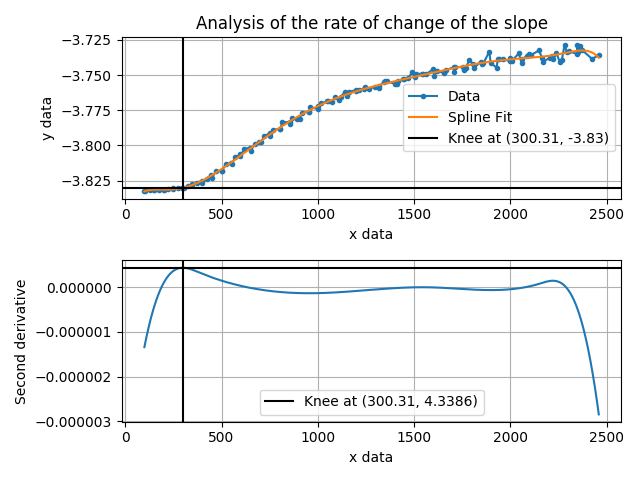 Analysis of the rate of change of the slope
−3.725
−3.750
−3.775
−3.800
−3.825
y data
Data
Spline Fit
Knee at (300.31, -3.83)
0 500 1000 1500 2000 2500
x data
0.000000
−0.000001
−0.000002
−0.000003
Second derivative
Knee at (300.31, 4.3386)
0 500 1000 1500 2000 2500
x data